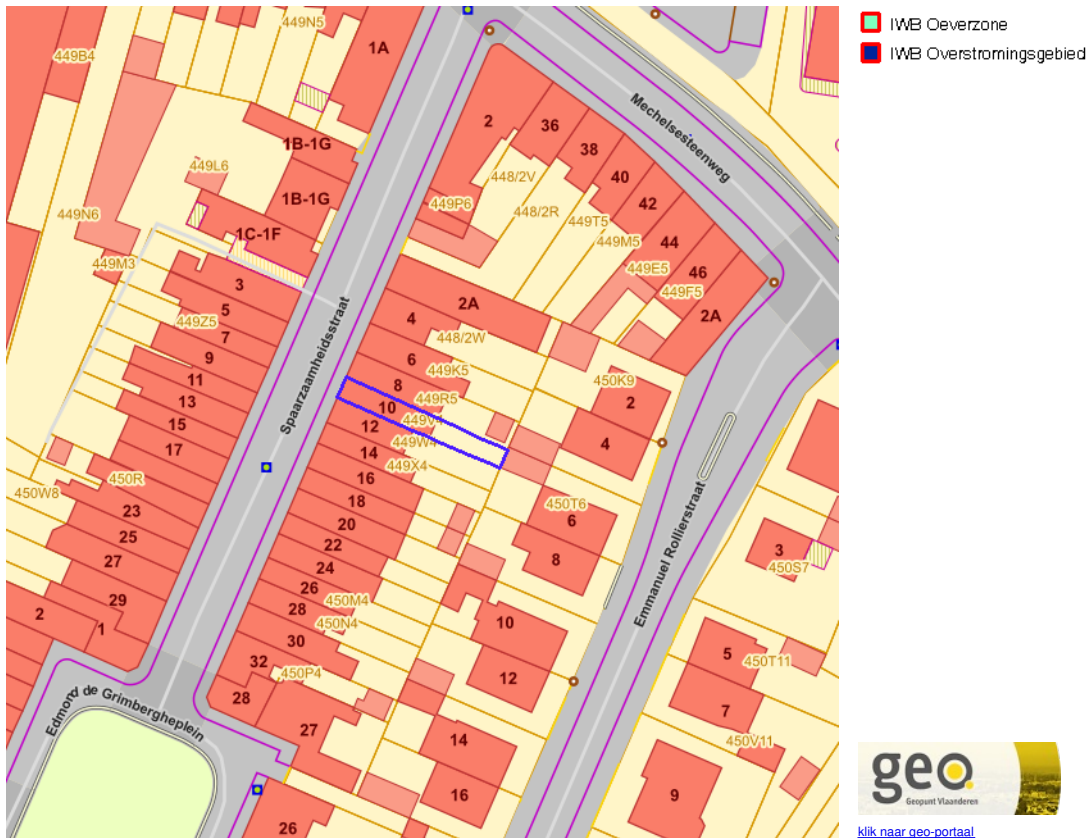 449N5
449B4
1A
1B-1G
449L6
1B-1G
449N6
1C-1F
449M3
3
449Z5
5
7
9
11
13
15
17
450R
450W8
23
25
27
29
2
1
Spaarzaamheidsstraat
Edmond de Grimbergheplein
2
36
38
40
42
44
46
2A
Mechelsesteenweg
448/2V
448/2R
449P6
449T5
449M5
449E5
449F5
2A
4
448/2W
6
449K5
8
449R5
10
449V4
12
449W4
14
449X4
16
18
20
22
24
26
450M4
28
450N4
30
32
450P4
28
27
26
450K9
2
4
450T6
6
8
10
12
14
16
Emmanuel Rollierstraat
3
450S7
5
450T11
7
450V11
9
IWB Oeverzone
IWB Overstromingsgebied
geo
Geopunt Vlaanderen
klik naar geo-portaal